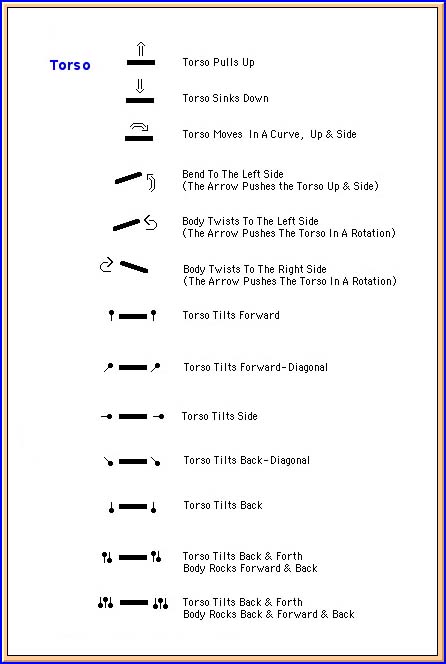 Torso
Torso Pulls Up
Torso Sinks Down
Torso Moves In A Curve, Up & Side
Bend To The Left Side
(The Arrow Pushes the Torso Up & Side)
Body Twists To The Left Side
(The Arrow Pushes The Torso In A Rotation)
Body Twists To The Right Side
(The Arrow Pushes The Torso In A Rotation)
Torso Tilts Forward
Torso Tilts Forward-Diagonal
Torso Tilts Side
Torso Tilts Back-Diagonal
Torso Tilts Back
Torso Tilts Back & Forth
Body Rocks Forward & Back
Torso Tilts Back & Forth
Body Rocks Back & Forward & Back